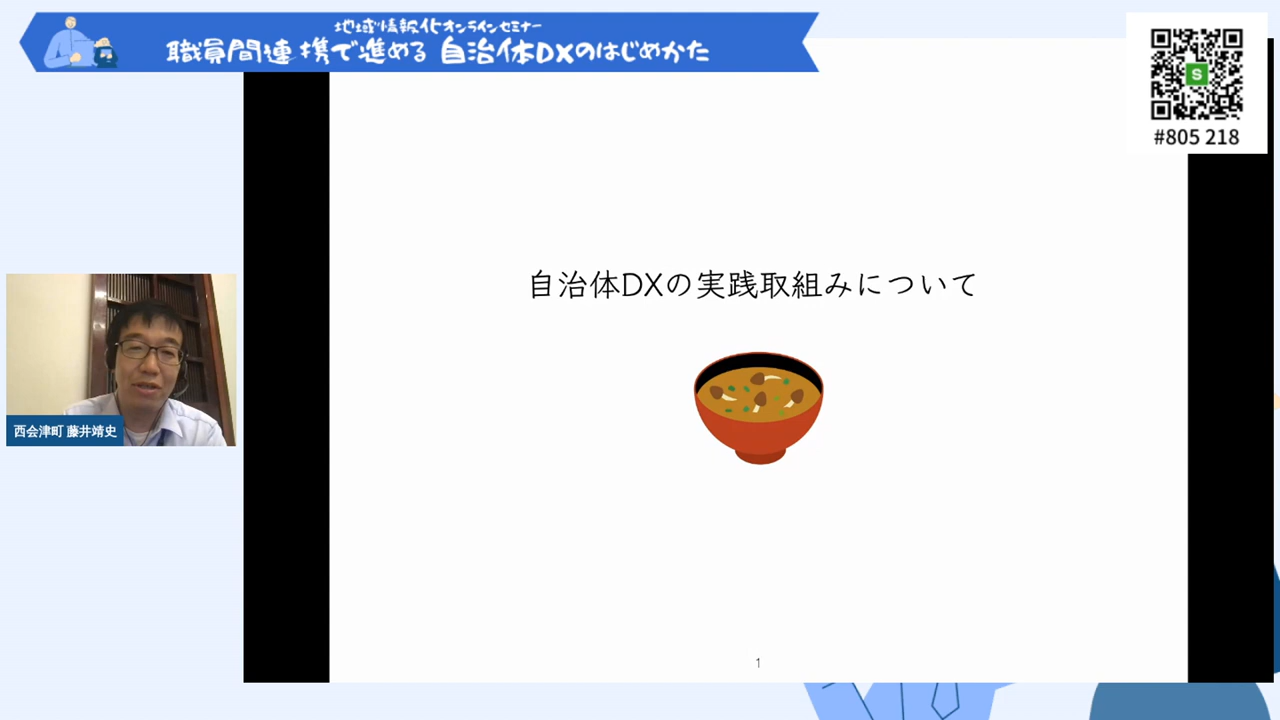 地域情報化オンラインセミナー
職員間連携で進める 自治体DXのはじめかた
S
#805 218
自治体DXの実践取組みについて
西会津町 藤井靖史
1